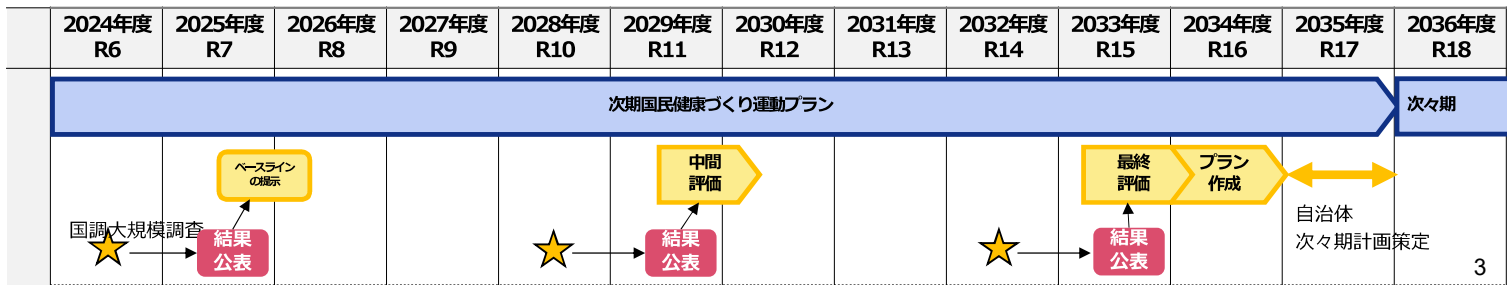 2024年度 2025年度 2026年度 2027年度 2028年度 2029年度 2030年度 2031年度 2032年度 2033年度 2034年度 2035年度 2036年度
R6 R7 R8 R9 R10 R11 R12 R13 R14 R15 R16 R17 R18
次期国民健康づくり運動プラン 次々期
ベースライン
の提示
中間
評価
最終
評価
プラン
作成
国調大規模調査
結果
公表
結果
公表
結果
公表
自治体
次々期計画策定
3